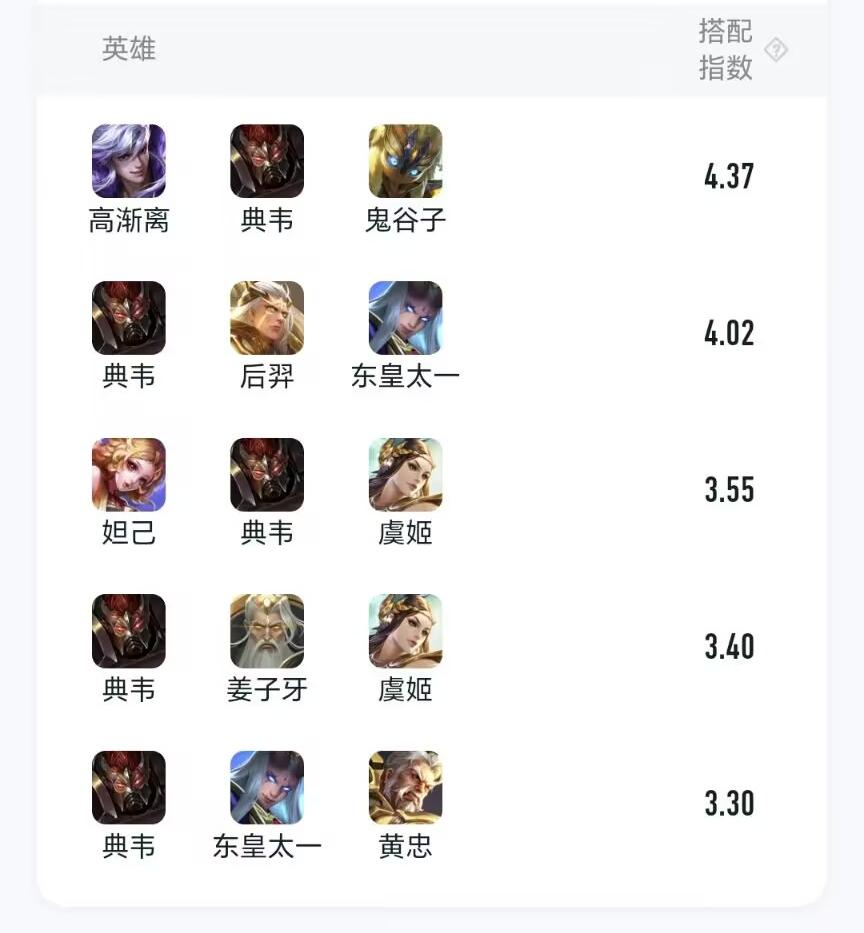 英雄
搭配
指数
?
高渐离 典韦 鬼谷子 4.37
典韦 后羿 东皇太一 4.02
妲己 典韦 虞姬 3.55
典韦 姜子牙 虞姬 3.40
典韦 东皇太一 黄忠 3.30